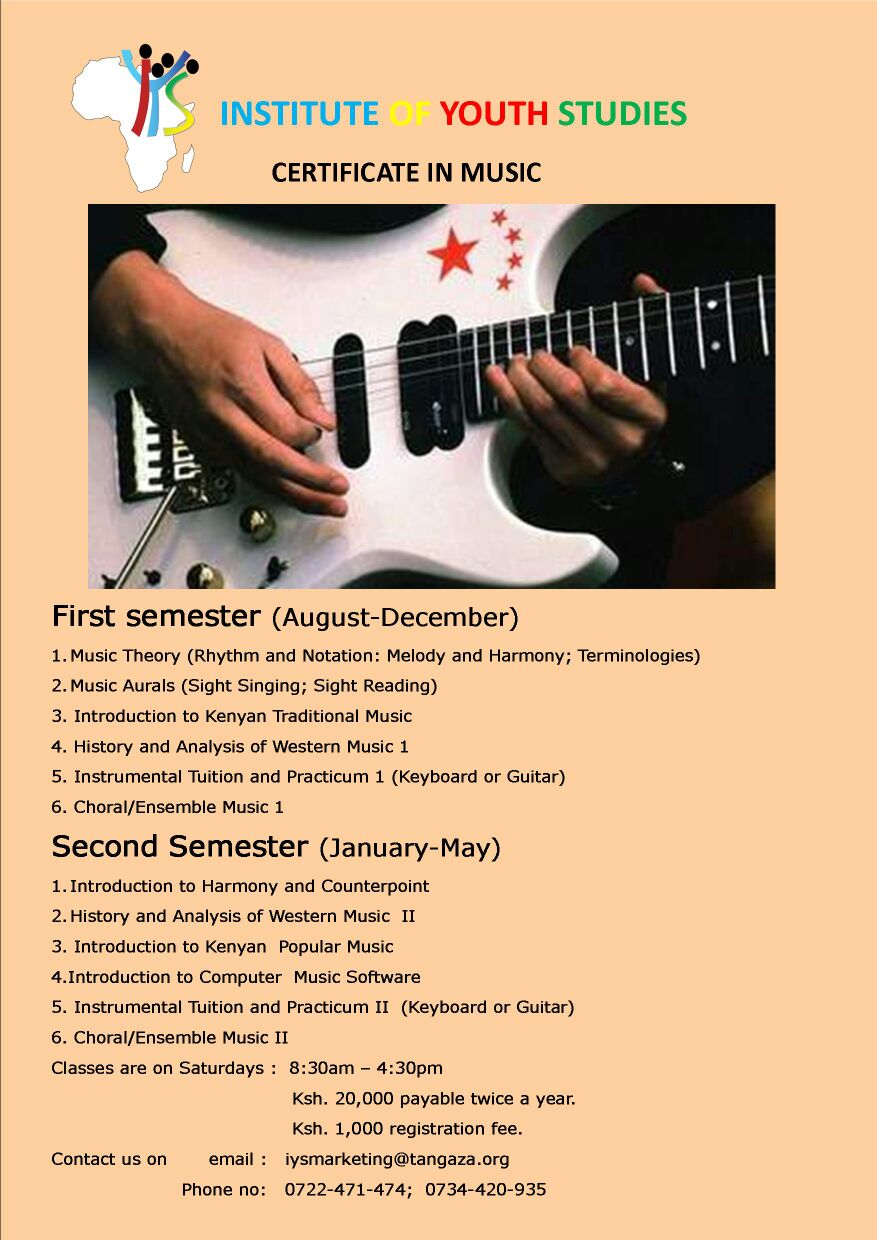 INSTITUTE OF YOUTH STUDIES
CERTIFICATE IN MUSIC
First semester (August-December)
1. Music Theory (Rhythm and Notation: Melody and Harmony; Terminologies)
2. Music Aurals (Sight Singing; Sight Reading)
3. Introduction to Kenyan Traditional Music
4. History and Analysis of Western Music 1
5. Instrumental Tuition and Practicum 1 (Keyboard or Guitar)
6. Choral/Ensemble Music 1
Second Semester (January-May)
1. Introduction to Harmony and Counterpoint
2. History and Analysis of Western Music II
3. Introduction to Kenyan Popular Music
4.Introduction to Computer Music Software
5. Instrumental Tuition and Practicum II (Keyboard or Guitar)
6. Choral/Ensemble Music II
Classes are on Saturdays : 8:30am – 4:30pm
Ksh. 20,000 payable twice a year.
Ksh. 1,000 registration fee.
Contact us on email : iysmarketing@tangaza.org
Phone no: 0722-471-474; 0734-420-935